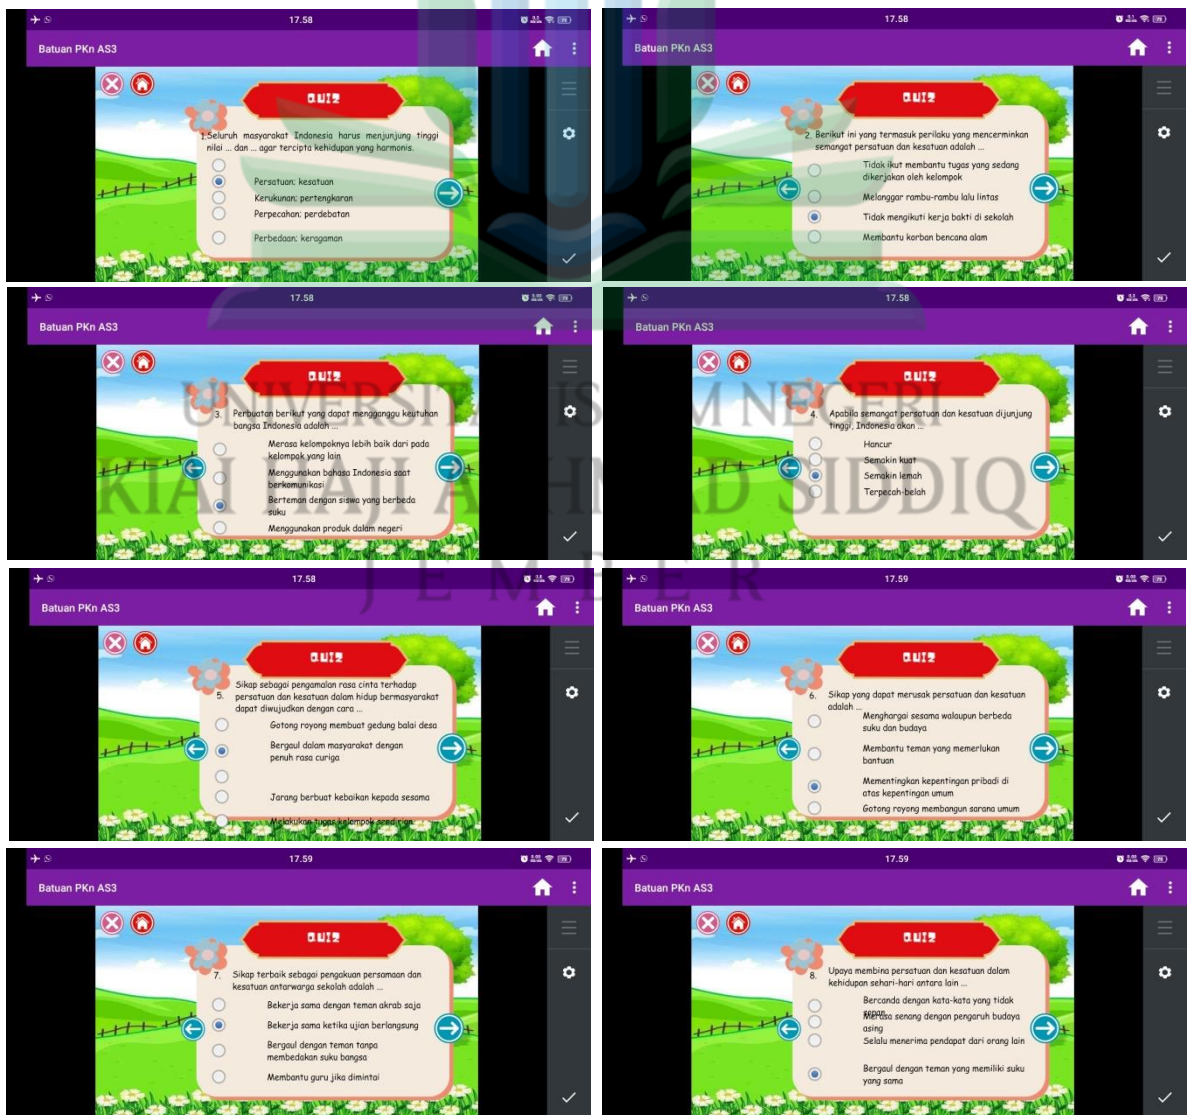 17.58
Batuan PKn AS3
QUIZ
1.Seluruh masyarakat Indonesia harus menjunjung tinggi
nilai ... dan ... agar tercipta kehidupan yang harmonis.
Persatuan; kesatuan
Kerukunan; pertengkaran
Perpecahan; perdebatan
Perbedaan; keragaman
17.58
Batuan PKn AS3
QUIZ
2. Berikut ini yang termasuk perilaku yang mencerminkan
semangat persatuan dan kesatuan adalah ...
Tidak ikut membantu tugas yang sedang
dikerjakan oleh kelompok
Melanggar rambu-rambu lalu lintas
Tidak mengikuti kerja bakti di sekolah
Membantu korban bencana alam
17.58
Batuan PKn AS3
QUIZ
3. Perbuatan berikut yang dapat mengganggu keutuhan
bangsa Indonesia adalah ...
Merasa kelompoknya lebih baik dari pada
kelompok yang lain
Menggunakan bahasa Indonesia saat
berkomunikasi
Berteman dengan siswa yang berbeda
suku
Menggunakan produk dalam negeri
17.58
Batuan PKn AS3
QUIZ
4. Apabila semangat persatuan dan kesatuan dijunjung
tinggi, Indonesia akan ...
Hancur
Semakin kuat
Semakin lemah
Terpecah-belah
UNIVERSITAS ISLAM NEGERI
KIAI HAJI ACHMAD SIDDIQ
JEMBER
17.58
Batuan PKn AS3
QUIZ
5. Sikap sebagai pengamalan rasa cinta terhadap
persatuan dan kesatuan dalam hidup bermasyarakat
dapat diwujudkan dengan cara ...
Gotong royong membuat gedung balai desa
Bergaul dalam masyarakat dengan
penuh rasa curiga
Jarang berbuat kebaikan kepada sesama
Melakukan tugas kelompok sendirian
17.59
Batuan PKn AS3
QUIZ
6. Sikap yang dapat merusak persatuan dan kesatuan
adalah ...
Menghargai sesama walaupun berbeda
suku dan budaya
Membantu teman yang memerlukan
bantuan
Mementingkan kepentingan pribadi di
atas kepentingan umum
Gotong royong membangun sarana umum
17.59
Batuan PKn AS3
QUIZ
7. Sikap terbaik sebagai pengakuan persamaan dan
kesatuan antarwarga sekolah adalah ...
Bekerja sama dengan teman akrab saja
Bekerja sama ketika ujian berlangsung
Bergaul dengan teman tanpa
membedakan suku bangsa
Membantu guru jika dimintai
17.59
Batuan PKn AS3
QUIZ
8. Upaya membina persatuan dan kesatuan dalam
kehidupan sehari-hari antara lain ...
Bercanda dengan kata-kata yang tidak
sopan
Merasa senang dengan pengaruh budaya
asing
Selalu menerima pendapat dari orang lain
Bergaul dengan teman yang memiliki suku
yang sama